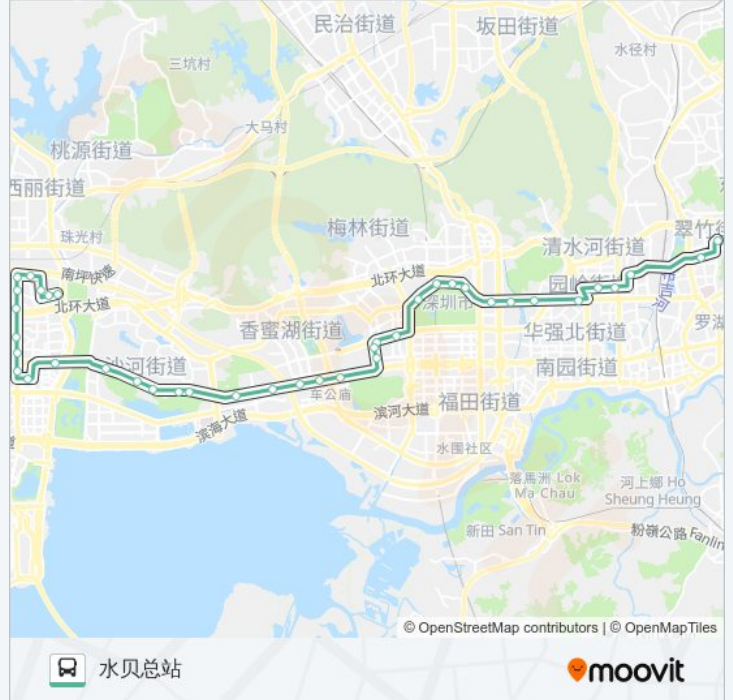 民治街道
坂田街道
水径村
三坑村
大马村
桃源街道
西丽街道
珠光村
梅林街道
翠竹街
清水河街道
南坪快速
北环大道
北环大道
园岭街道
深圳市
布吉河
香蜜湖街道
华强北街道
罗湖
沙河街道
南园街道
车公庙
福田街道
滨河大道
滨海大道
水围社区
落馬洲 Lok
Ma Chau
河上鄉 Ho
Sheung Heung
新田 San Tin
粉嶺公路 Fanlin
© OpenStreetMap contributors | © OpenMapTiles
水贝总站
moovit